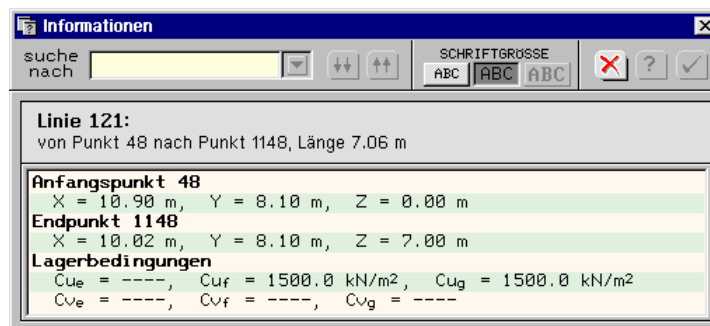 Informationen
suche nach
SCHRIFTGRÖSSE
ABC ABC ABC
?
Linie 121:
von Punkt 48 nach Punkt 1148, Länge 7.06 m
Anfangspunkt 48
X = 10.90 m, Y = 8.10 m, Z = 0.00 m
Endpunkt 1148
X = 10.02 m, Y = 8.10 m, Z = 7.00 m
Lagerbedingungen
Cue = ----, Cuf = 1500.0 kN/m², Cug = 1500.0 kN/m²
Cve = ----, Cvf = ----, Cvg = ----